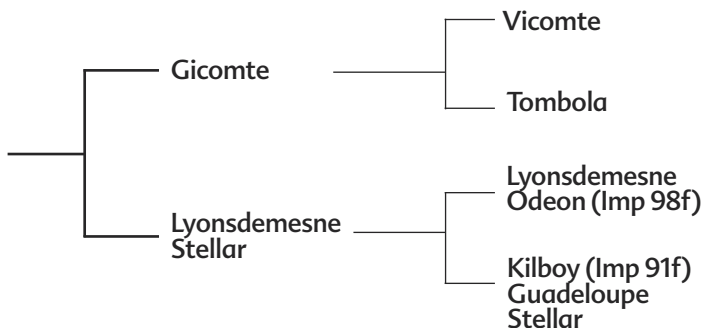 Vicomte
Gicomte
Tombola
Lyonsdemesne
Odeon (Imp 98f)
Lyonsdemesne
Stellar
Kilboy (Imp 91f)
Guadeloupe
Stellar